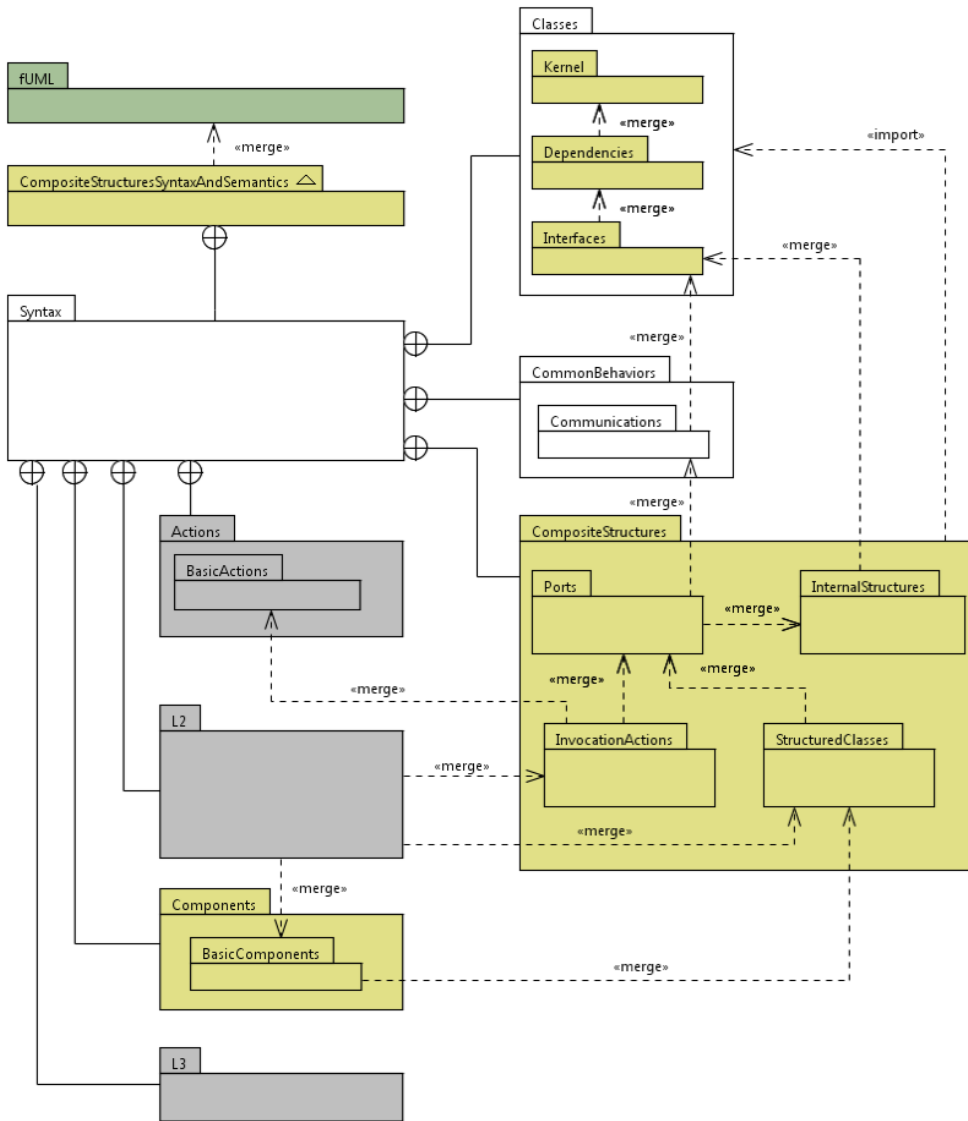 Classes
Kernel
fUML
«merge»
«merge»
«import»
Dependencies
CompositeStructuresSyntaxAndSemantics
«merge»
Interfaces
«merge»
Syntax
«merge»
CommonBehaviors
Communications
«merge»
Actions
CompositeStructures
BasicActions
Ports
InternalStructures
«merge»
«merge»
«merge»
«merge»
L2
InvocationActions
StructuredClasses
«merge»
«merge»
«merge»
Components
BasicComponents
«merge»
L3